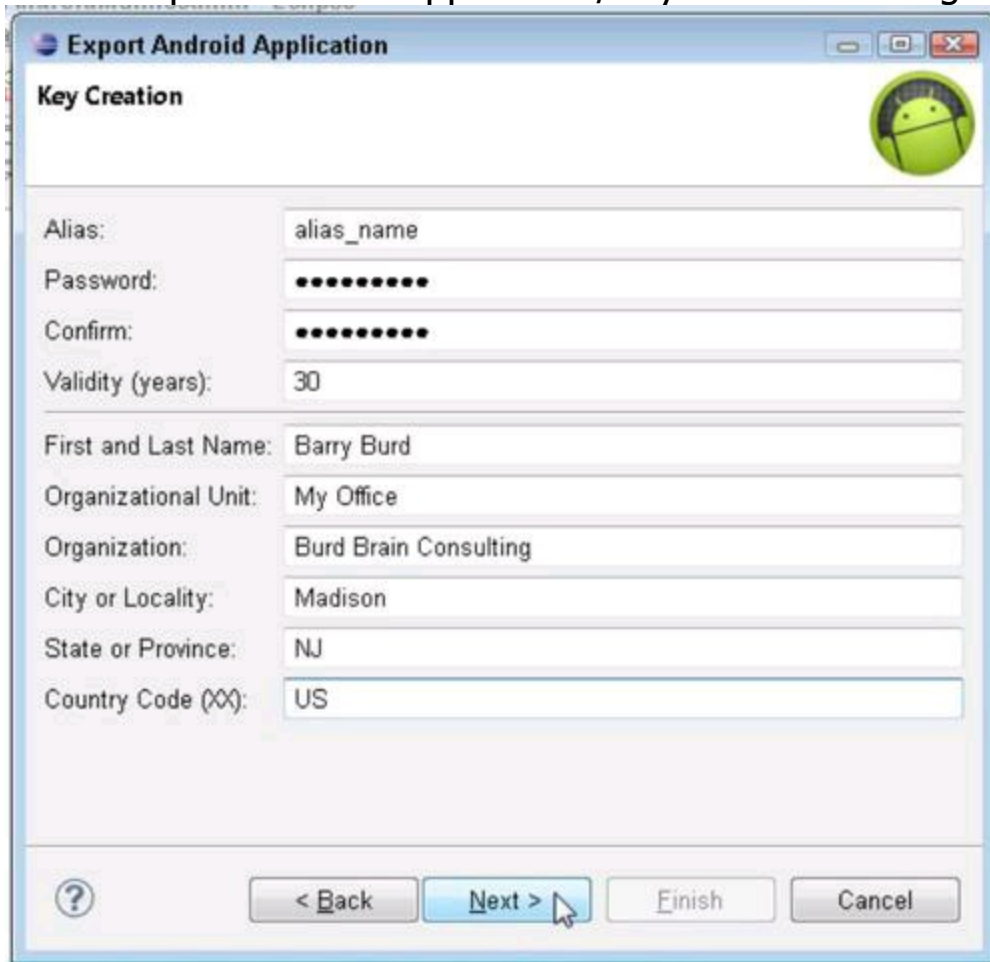 Export Android Application
Key Creation
Alias: alias_name
Password: •••••••••
Confirm: •••••••••
Validity (years): 30
First and Last Name: Barry Burd
Organizational Unit: My Office
Organization: Burd Brain Consulting
City or Locality: Madison
State or Province: NJ
Country Code (XX): US
? < Back Next > Finish Cancel